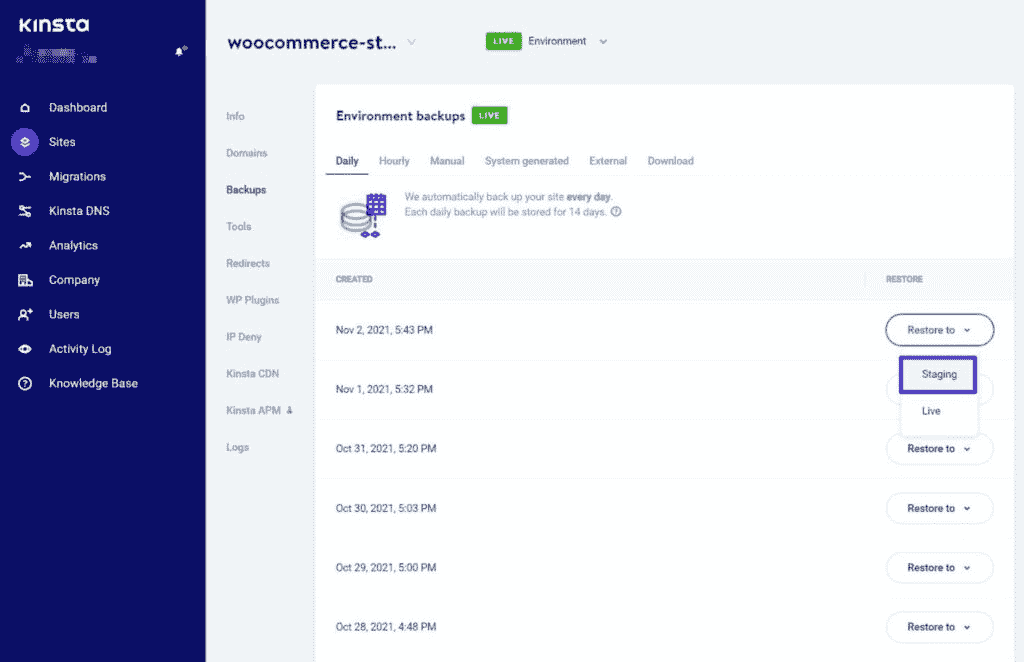 KINSTA
Dashboard
Sites
Migrations
Kinsta DNS
Analytics
Company
Users
Activity Log
Knowledge Base
woocommerce-st...
LIVE Environment
Info
Domains
Backups
Tools
Redirects
WP Plugins
IP Deny
Kinsta CDN
Kinsta APM
Logs
Environment backups LIVE
Daily Hourly Manual System generated External Download
We automatically back up your site every day.
Each daily backup will be stored for 14 days.
CREATED RESTORE
Nov 2, 2021, 5:43 PM Restore to
Staging
Nov 1, 2021, 5:32 PM
Live
Oct 31, 2021, 5:20 PM Restore to
Oct 30, 2021, 5:03 PM Restore to
Oct 29, 2021, 5:00 PM Restore to
Oct 28, 2021, 4:48 PM Restore to